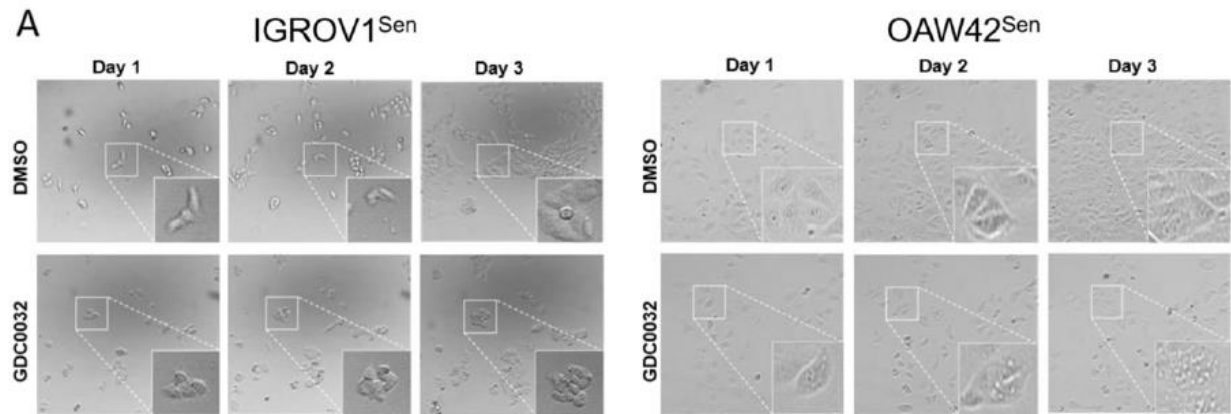 A
IGROV1Sen
OAW42Sen
Day 1 Day 2 Day 3
Day 1 Day 2 Day 3
DMSO
DMSO
GDC0032
GDC0032